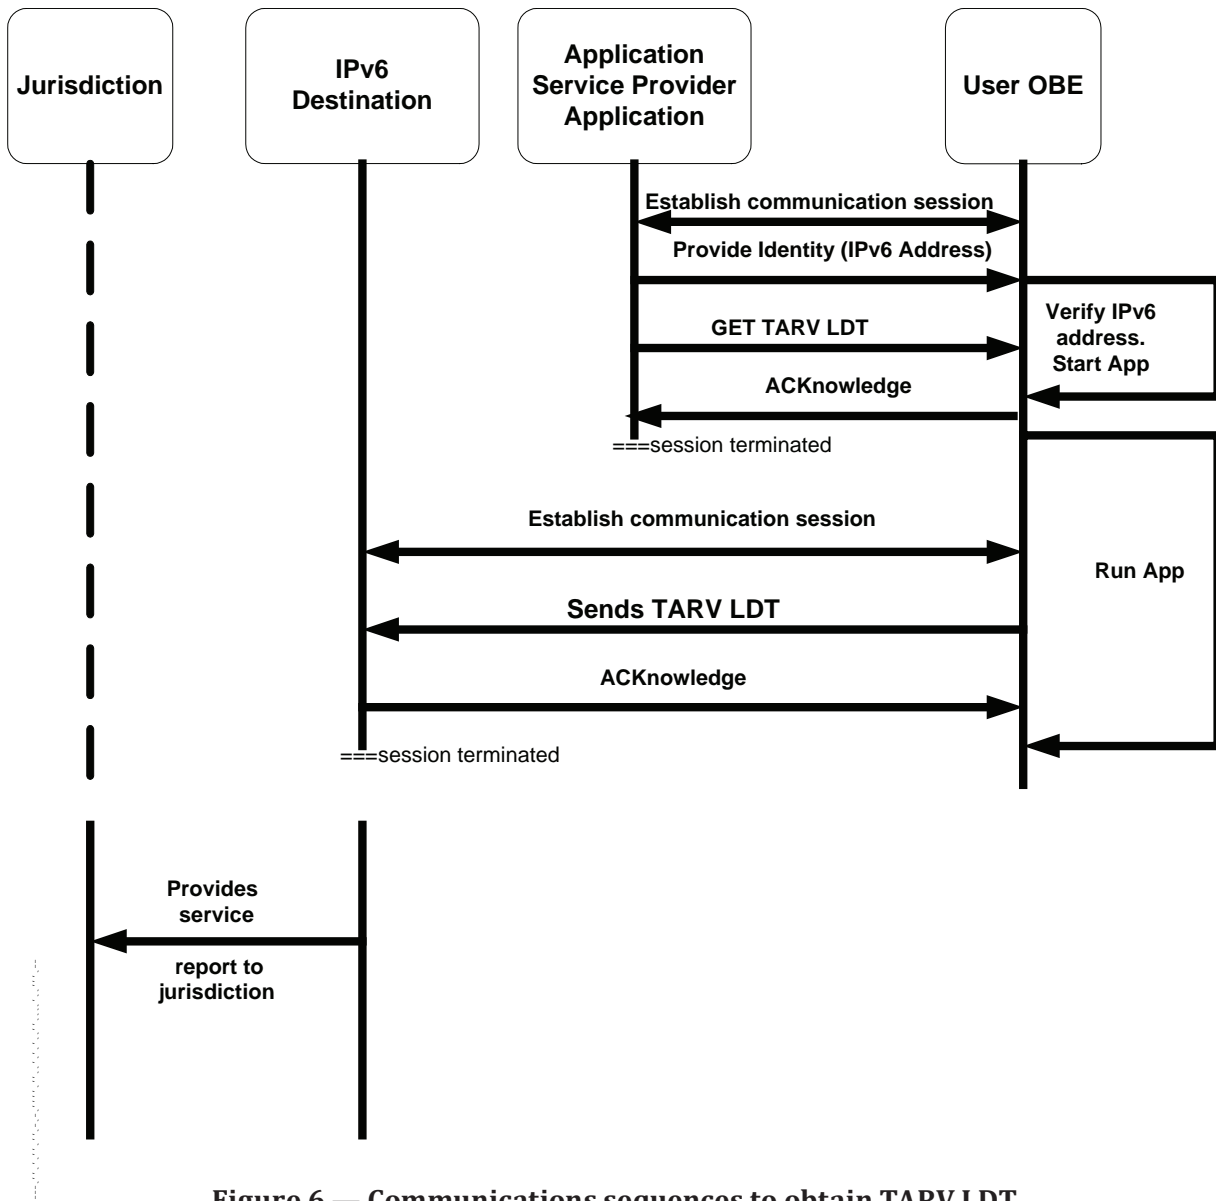 Jurisdiction
IPv6
Destination
Application
Service Provider
Application
User OBE
Establish communication session
Provide Identity (IPv6 Address)
Verify IPv6
address.
Start App
GET TARV LDT
ACKnowledge
===session terminated
Establish communication session
Run App
Sends TARV LDT
ACKnowledge
===session terminated
Provides
service
report to
jurisdiction
Figure 6 — Communications sequences to obtain TARV LDT